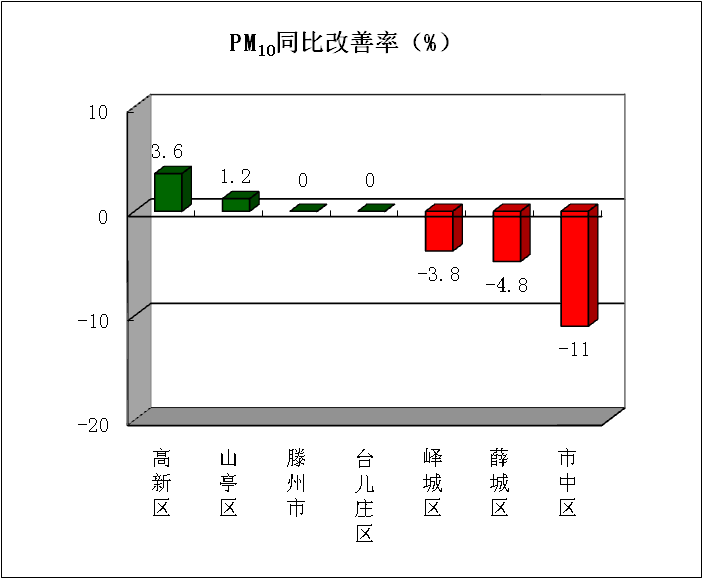 PM10同比改善率（%）
10
0
-10
-20
3.6
1.2
0
0
-3.8
-4.8
-11
高新区
山亭区
滕州市
台儿庄区
峄城区
薛城区
市中区